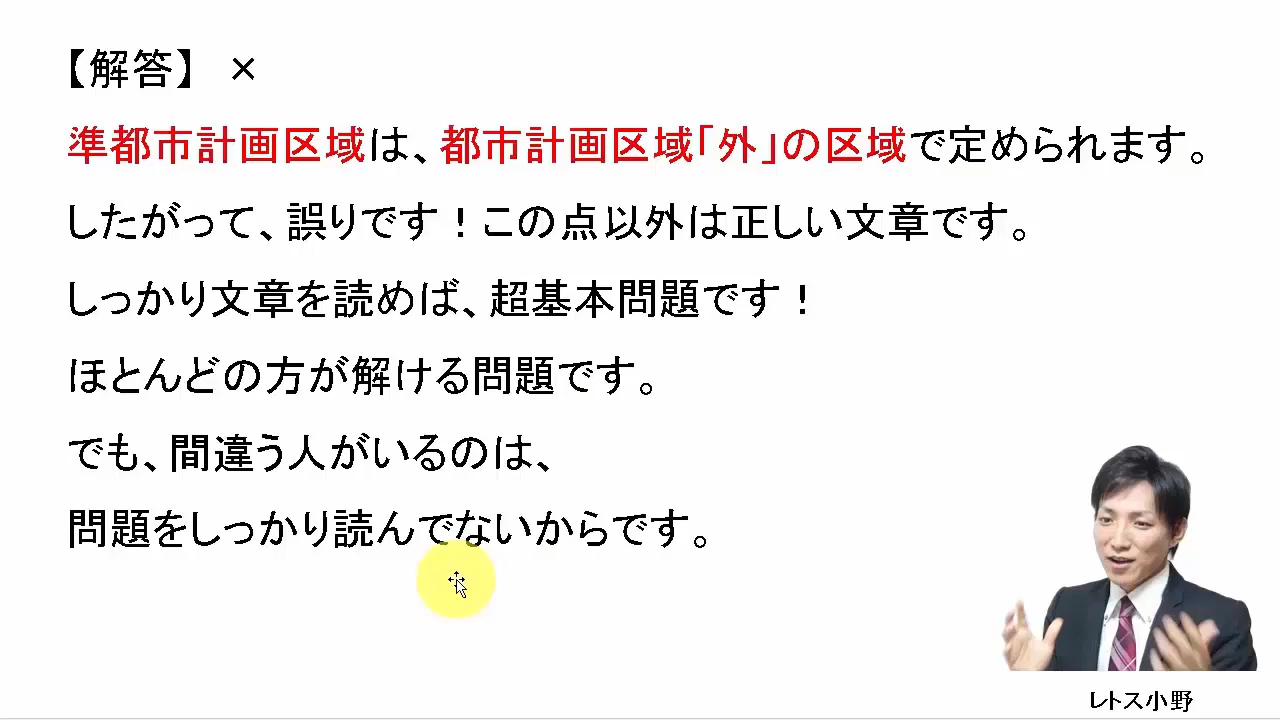 【解答】 ×
準都市計画区域は、都市計画区域「外」の区域で定められます。
したがって、誤りです！この点以外は正しい文章です。
しっかり文章を読めば、超基本問題です！
ほとんどの方が解ける問題です。
でも、間違う人がいるのは、
問題をしっかり読んでないからです。
レトス小野